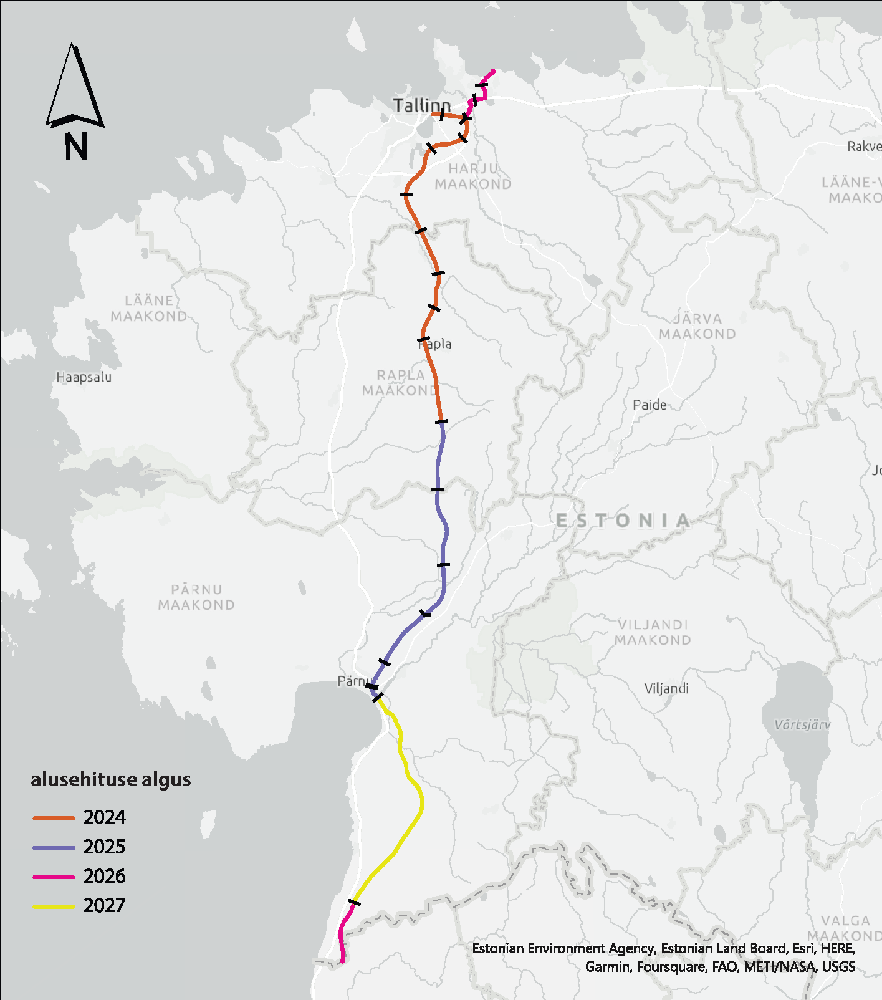 Tallinn
N
Rakve
HARJU
MAAKOND
LÄÄNE-V
MAAKO
LÄÄNE
MAAKOND
JÄRVA
MAAKOND
Rapla
Haapsalu
RAPLA
MAAKOND
Paide
Jo
ESTONIA
PÄRNU
MAAKOND
VILJANDI
MAAKOND
Pärnu
Viljandi
Võrtsjärv
alusehituse algus
2024
2025
2026
2027
VALGA
MAAKOND
Estonian Environment Agency, Estonian Land Board, Esri, HERE,
Garmin, Foursquare, FAO, METI/NASA, USGS